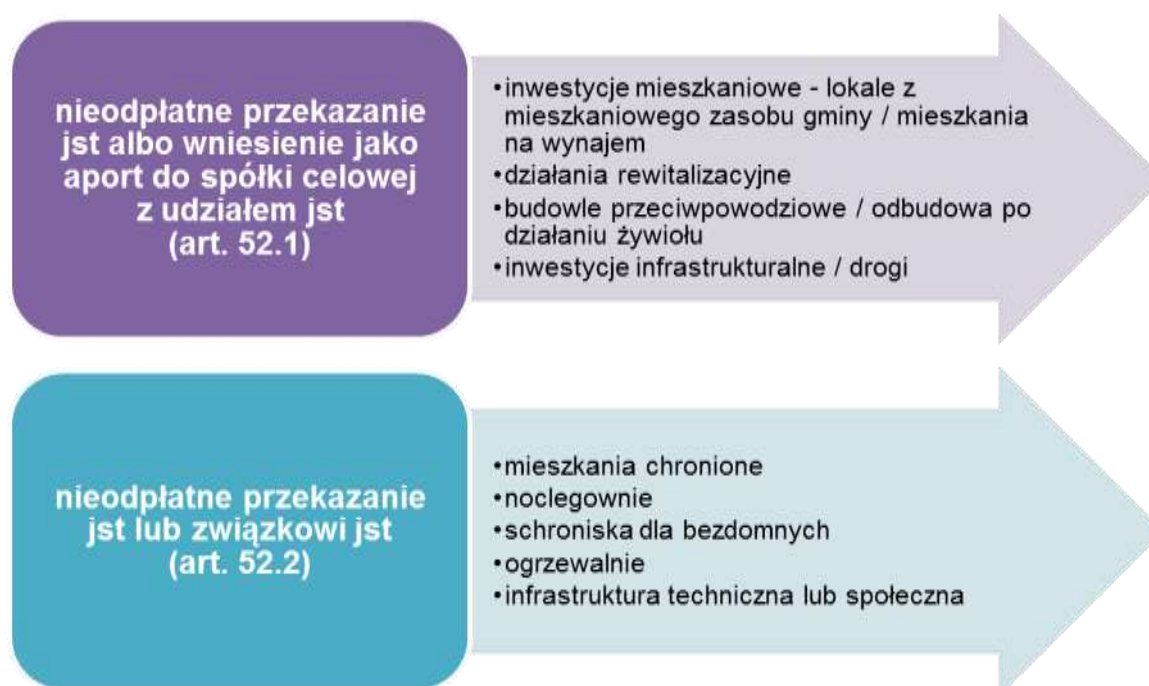 nieodpłatne przekazanie
jst albo wniesienie jako
aport do spółki celowej
z udziałem jst
(art. 52.1)
•inwestycje mieszkaniowe - lokale z
mieszkaniowego zasobu gminy / mieszkania
na wynajem
•działania rewitalizacyjne
•budowle przeciwpowodziowe / odbudowa po
działaniu żywiołu
•inwestycje infrastrukturalne / drogi
nieodpłatne przekazanie
jst lub związkowi jst
(art. 52.2)
•mieszkania chronione
•noclegownie
•schroniska dla bezdomnych
•ogrzewalnie
•infrastruktura techniczna lub społeczna